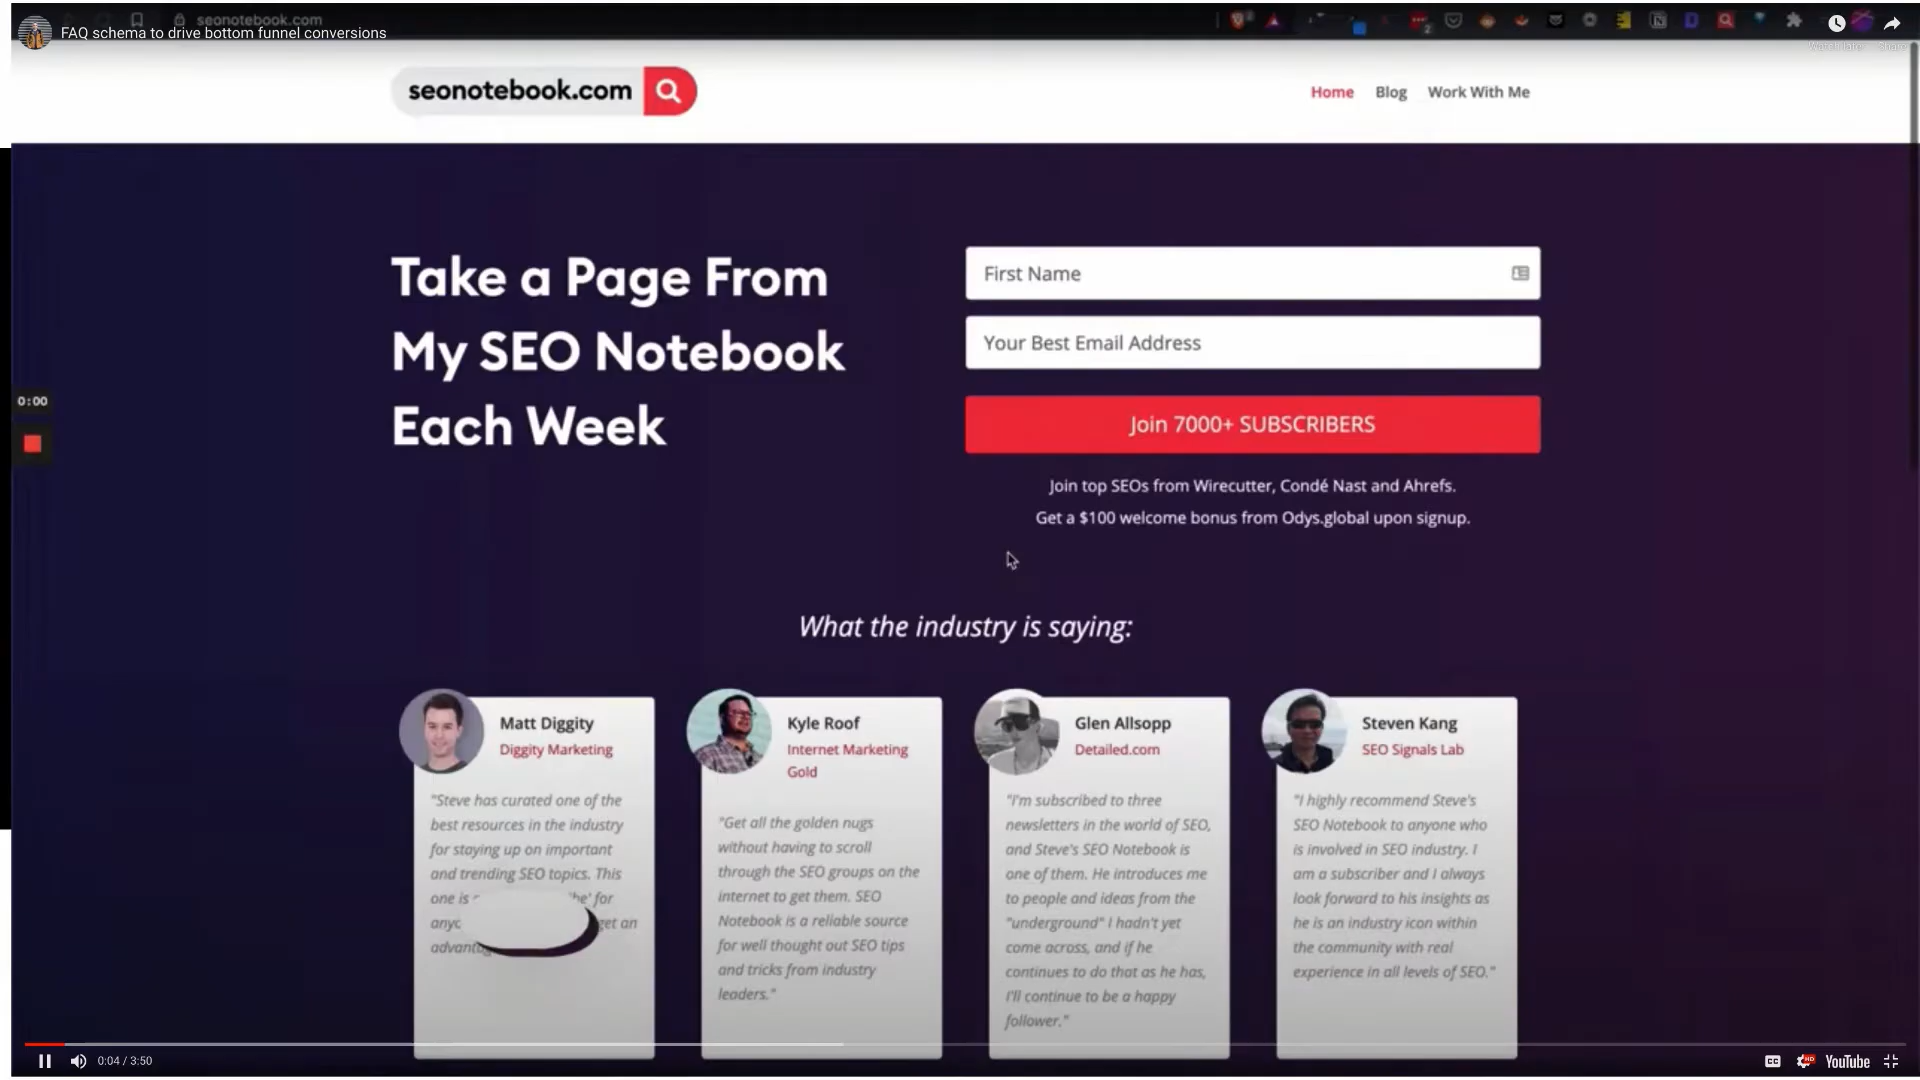 seonotebook.com
FAQ schema to drive bottom funnel conversions
seonotebook.com
Home
Blog
Work With Me
Take a Page From
My SEO Notebook
Each Week
First Name
Your Best Email Address
Join 7000+ SUBSCRIBERS
Join top SEOs from Wirecutter, Condé Nast and Ahrefs.
Get a $100 welcome bonus from Odys.global upon signup.
0:00
What the industry is saying:
Matt Diggity
Diggity Marketing
"Steve has curated one of the
best resources in the industry
for staying up on important
and trending SEO topics. This
one is
for
get an
Kyle Roof
Internet Marketing
Gold
"Get all the golden nugs
without having to scroll
through the SEO groups on the
internet to get them. SEO
Notebook is a reliable source
for well thought out SEO tips
and tricks from industry
leaders."
Glen Allsopp
Detailed.com
"I'm subscribed to three
newsletters in the world of SEO,
and Steve's SEO Notebook is
one of them. He introduces me
to people and ideas from the
"underground" I hadn't yet
come across, and if he
continues to do that as he has,
I'll continue to be a happy
follower."
Steven Kang
SEO Signals Lab
"I highly recommend Steve's
SEO Notebook to anyone who
is involved in SEO industry. I
am a subscriber and I always
look forward to his insights as
he is an industry icon within
the community with real
experience in all levels of SEO."
0:04 / 3:50
CC
HD
YouTube